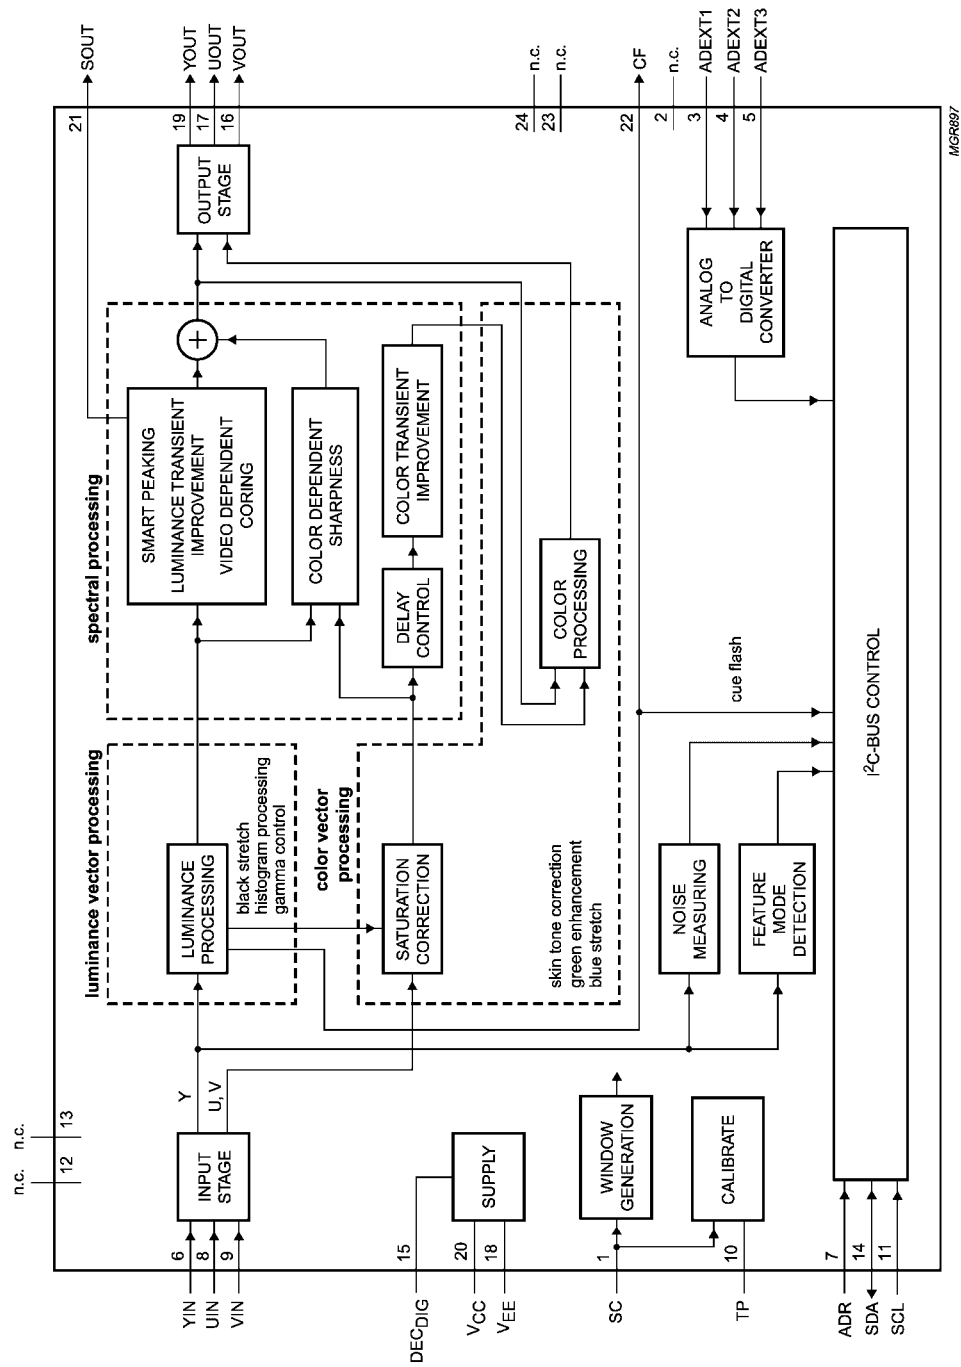 n.c.
n.c.
12
13
YIN
UIN
VIN
6
8
9
INPUT
STAGE
Y
U, V
luminance vector processing
LUMINANCE
PROCESSING
black stretch
histogram processing
gamma control
spectral processing
SMART PEAKING
LUMINANCE TRANSIENT
IMPROVEMENT
VIDEO DEPENDENT
CORING
+
COLOR DEPENDENT
SHARPNESS
DELAY
CONTROL
COLOR TRANSIENT
IMPROVEMENT
21
SOUT
OUTPUT
STAGE
19
17
16
YOUT
UOUT
VOUT
color vector
processing
SATURATION
CORRECTION
skin tone correction
green enhancement
blue stretch
COLOR
PROCESSING
24
23
n.c.
n.c.
22
CF
2
n.c.
DECDIG
VCC
VEE
15
20
18
SUPPLY
SC
1
WINDOW
GENERATION
TP
10
CALIBRATE
NOISE
MEASURING
FEATURE
MODE
DETECTION
cue flash
ANALOG
TO
DIGITAL
CONVERTER
3
4
5
ADEXT1
ADEXT2
ADEXT3
ADR
SDA
SCL
7
14
11
I²C-BUS CONTROL
MGR897